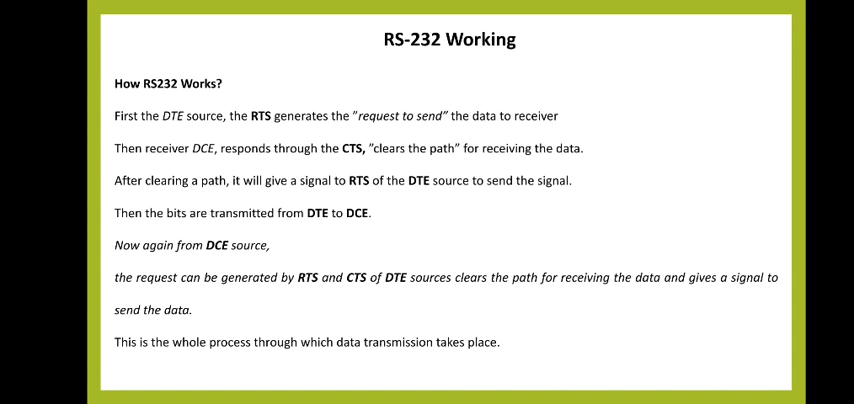 RS-232 Working
How RS232 Works?
First the DTE source, the RTS generates the "request to send" the data to receiver
Then receiver DCE, responds through the CTS, "clears the path" for receiving the data.
After clearing a path, it will give a signal to RTS of the DTE source to send the signal.
Then the bits are transmitted from DTE to DCE.
Now again from DCE source,
the request can be generated by RTS and CTS of DTE sources clears the path for receiving the data and gives a signal to
send the data.
This is the whole process through which data transmission takes place.